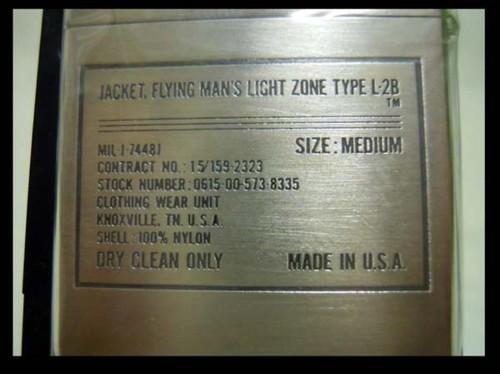 JACKET, FLYING MAN'S LIGHT ZONE TYPE L-2B
TM
MIL-J-7448J SIZE: MEDIUM
CONTRACT NO.: 15/159-2323
STOCK NUMBER: 0615-00-573-8335
CLOTHING WEAR UNIT
KNOXVILLE, TN. U.S.A.
SHELL: 100% NYLON
DRY CLEAN ONLY MADE IN U.S.A.